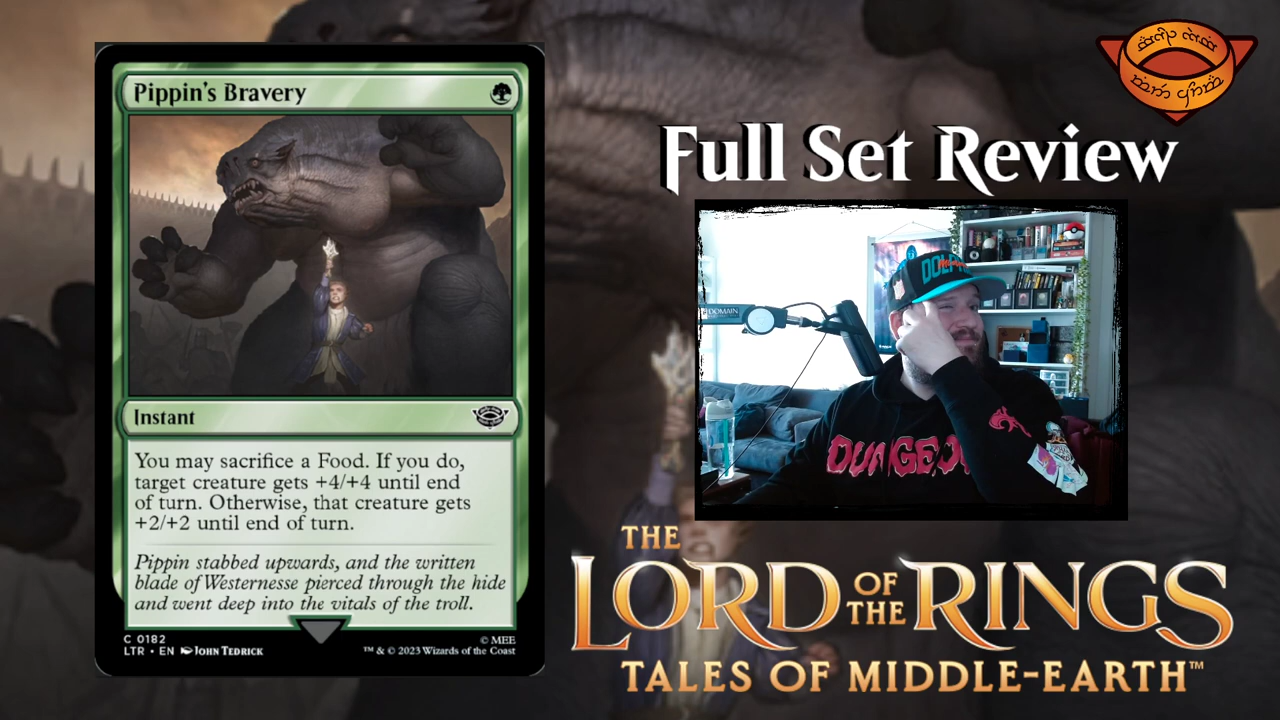 Pippin's Bravery
Instant
You may sacrifice a Food. If you do,
target creature gets +4/+4 until end
of turn. Otherwise, that creature gets
+2/+2 until end of turn.
Pippin stabbed upwards, and the written
blade of Westernesse pierced through the hide
and went deep into the vitals of the troll.
C 0182
LTR • EN JOHN TEDRICK
© MEE
™ & © 2023 Wizards of the Coast
Full Set Review
DOMAIN
THE
LORD OF THE RINGS
TALES OF MIDDLE-EARTH™